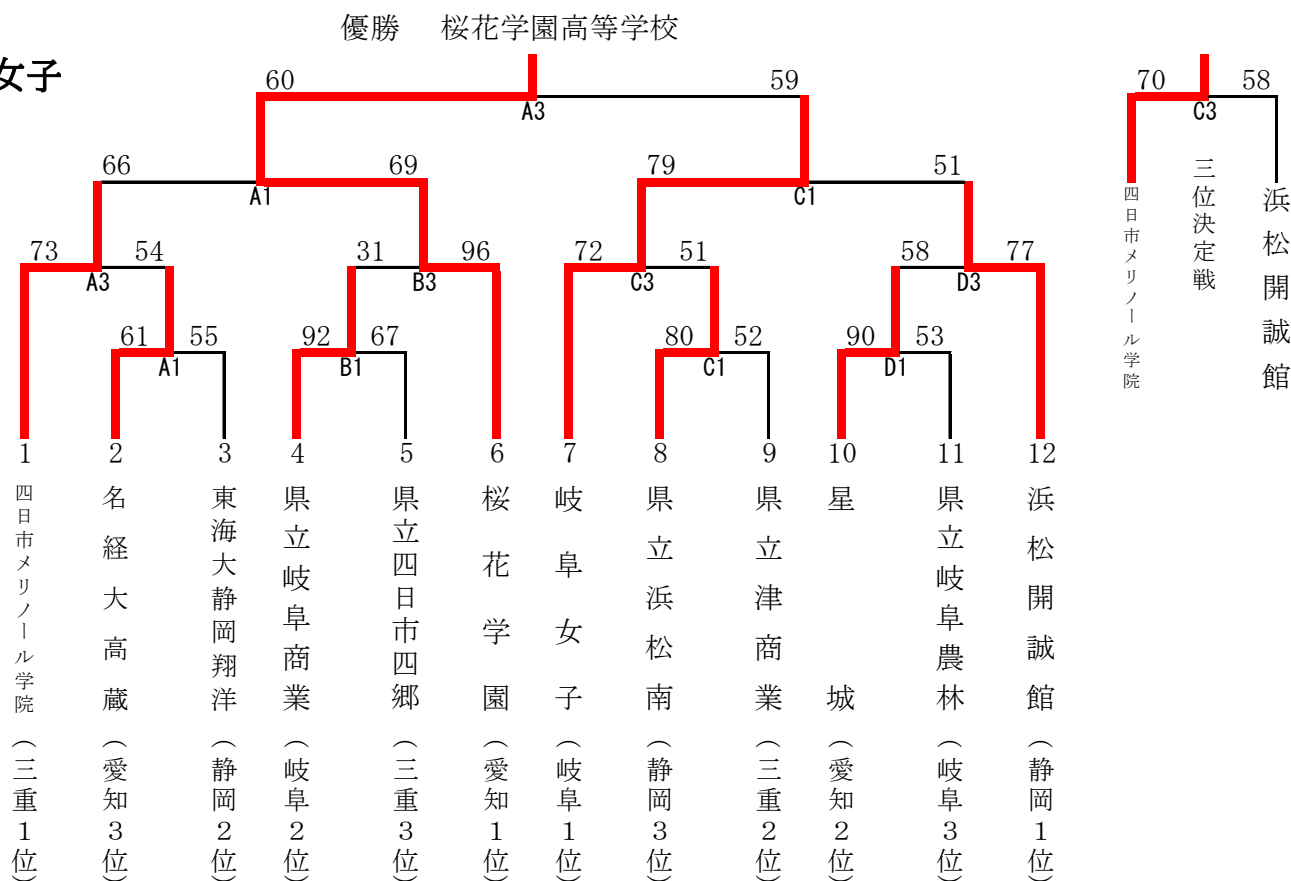 優勝　桜花学園高等学校
女子
60
59
A3
70
58
C3
66
69
A1
79
51
C1
三位決定戦
四日市メリノール学院
浜松開誠館
73
54
A3
31
96
B3
72
51
C3
58
77
D3
61
55
A1
92
67
B1
80
52
C1
90
53
D1
1
2
3
4
5
6
7
8
9
10
11
12
四日市メリノール学院（三重１位）
名経大高蔵（愛知３位）
東海大静岡翔洋（静岡２位）
県立岐阜商業（岐阜２位）
県立四日市四郷（三重３位）
桜花学園（愛知１位）
岐阜女子（岐阜１位）
県立浜松南（静岡３位）
県立津商業（三重２位）
星城（愛知２位）
県立岐阜農林（岐阜３位）
浜松開誠館（静岡１位）